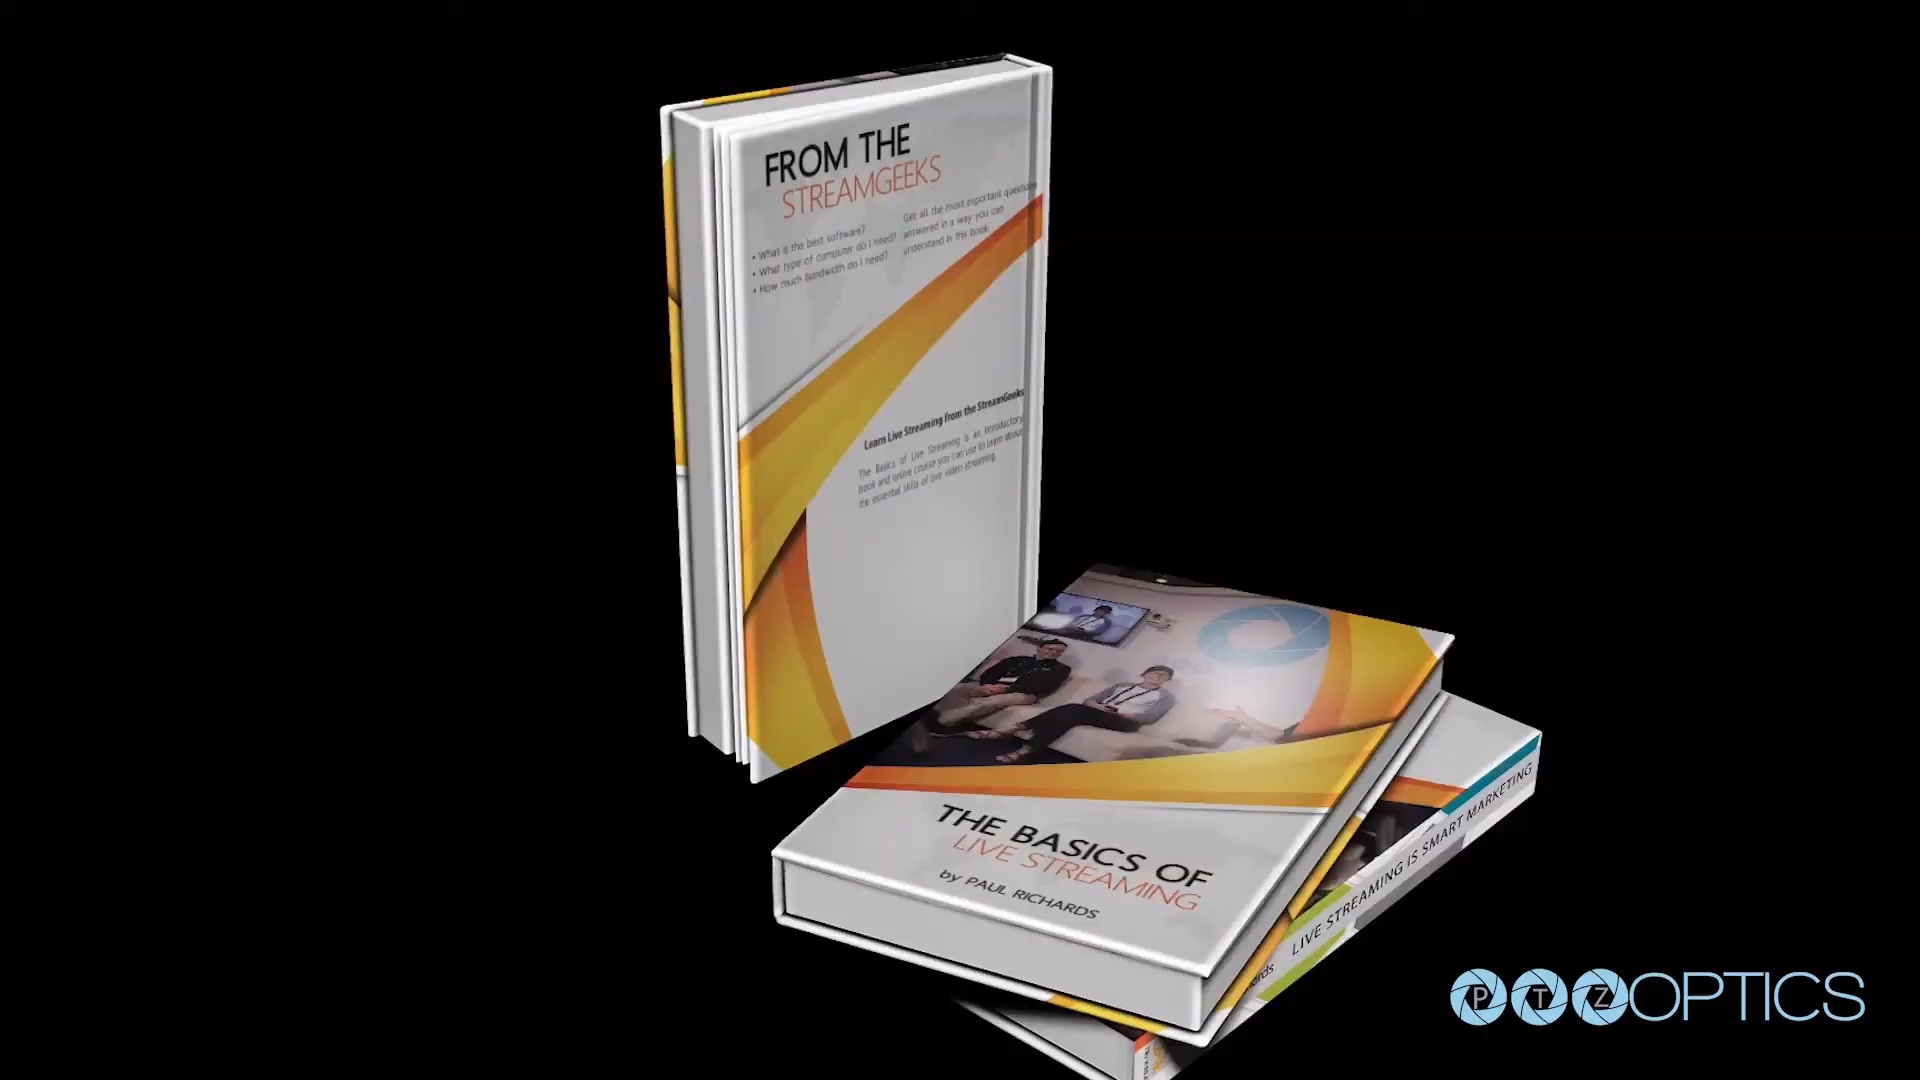 FROM THE
STREAMGEEKS
• What is the best software?
• What type of computer do I need?
• How much bandwidth do I need?
Get all the most important questions
answered in a way you can
understand in this book.
Learn Live Streaming from the StreamGeeks
The Basics of Live Streaming is an introductory
book and online course you can use to learn about
the essential skills of live video streaming.
THE BASICS OF
LIVE STREAMING
by PAUL RICHARDS
LIVE STREAMING IS SMART MARKETING
PTZOPTICS